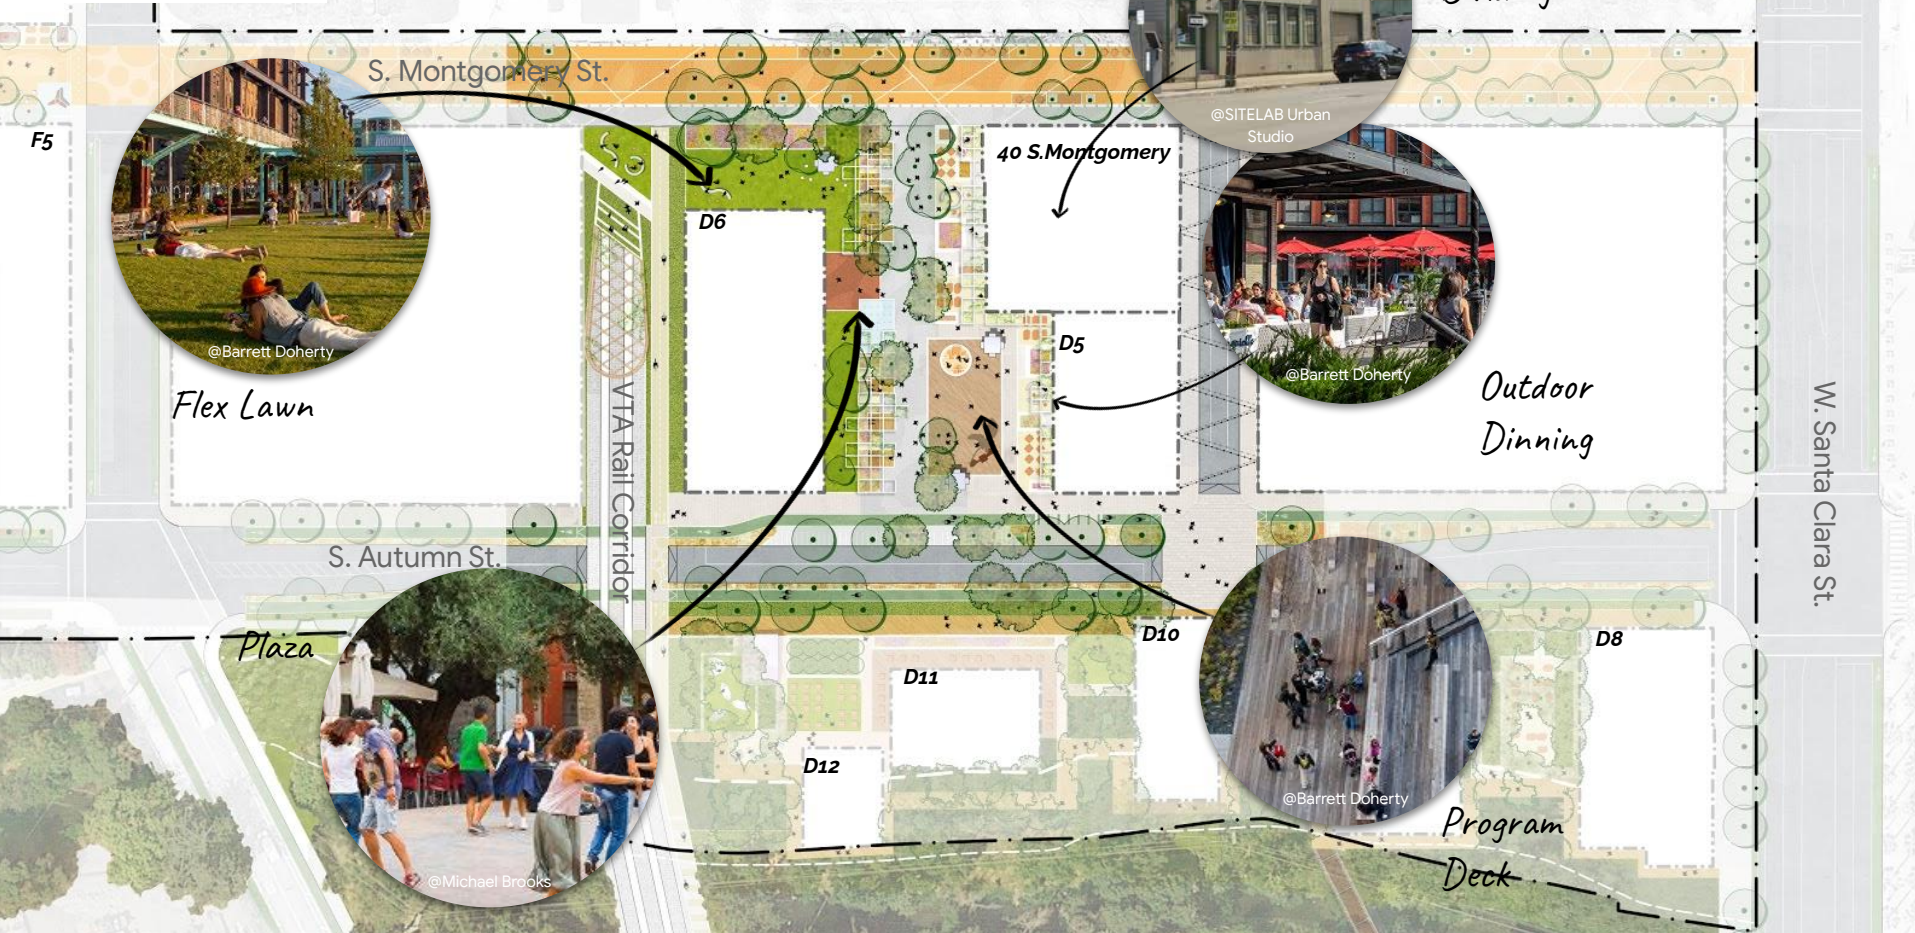 S. Montgomery St.
@SITELAB Urban
Studio
F5
40 S.Montgomery
D6
D5
@Barrett Doherty
Flex Lawn
@Barrett Doherty
Outdoor
Dinning
VTA Rail Corridor
W. Santa Clara St.
S. Autumn St.
Plaza
D10
D8
D11
D12
@Barrett Doherty
Program
Deck
@Michael Brooks